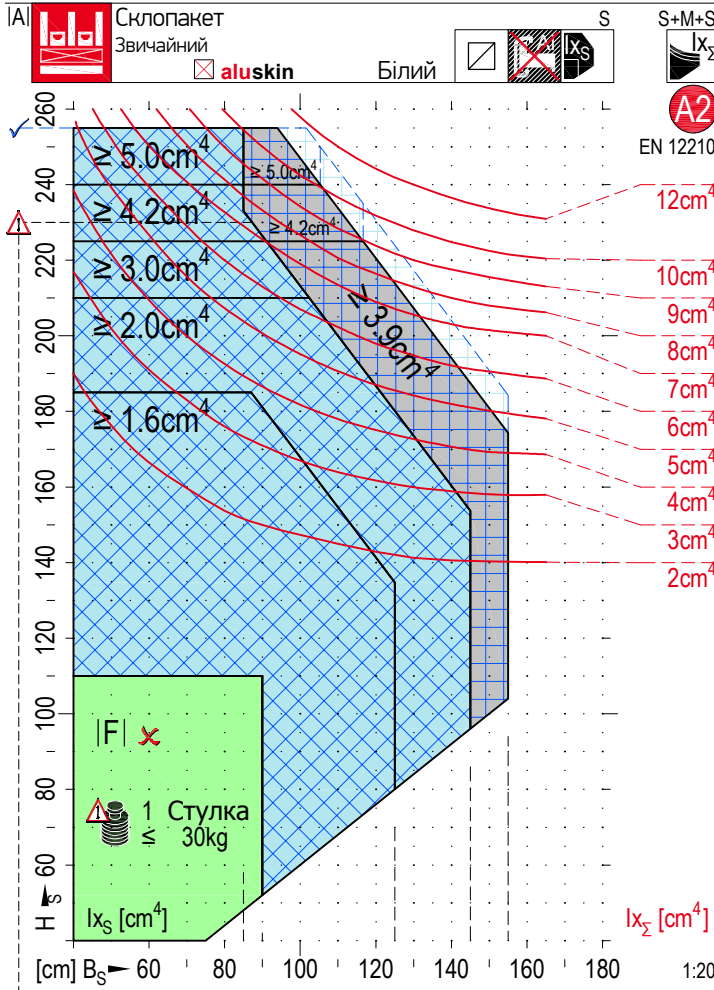 |A|
Склопакет
Звичайний
aluskin
Білий
Ix_S
S
S+M+S
Ix_Σ
A2
EN 12210
260
240
220
200
180
160
140
120
100
80
60
≥ 5.0cm⁴
≥ 4.2cm⁴
≥ 3.0cm⁴
≥ 2.0cm⁴
≥ 1.6cm⁴
≥ 5.0cm⁴
≥ 4.2cm⁴
≥ 3.9cm⁴
12cm⁴
10cm⁴
9cm⁴
8cm⁴
7cm⁴
6cm⁴
5cm⁴
4cm⁴
3cm⁴
2cm⁴
|F|
1 Стулка
≤ 30kg
H S
Ix_S [cm⁴]
Ix_Σ [cm⁴]
[cm] B_S 60 80 100 120 140 160 180
1:20